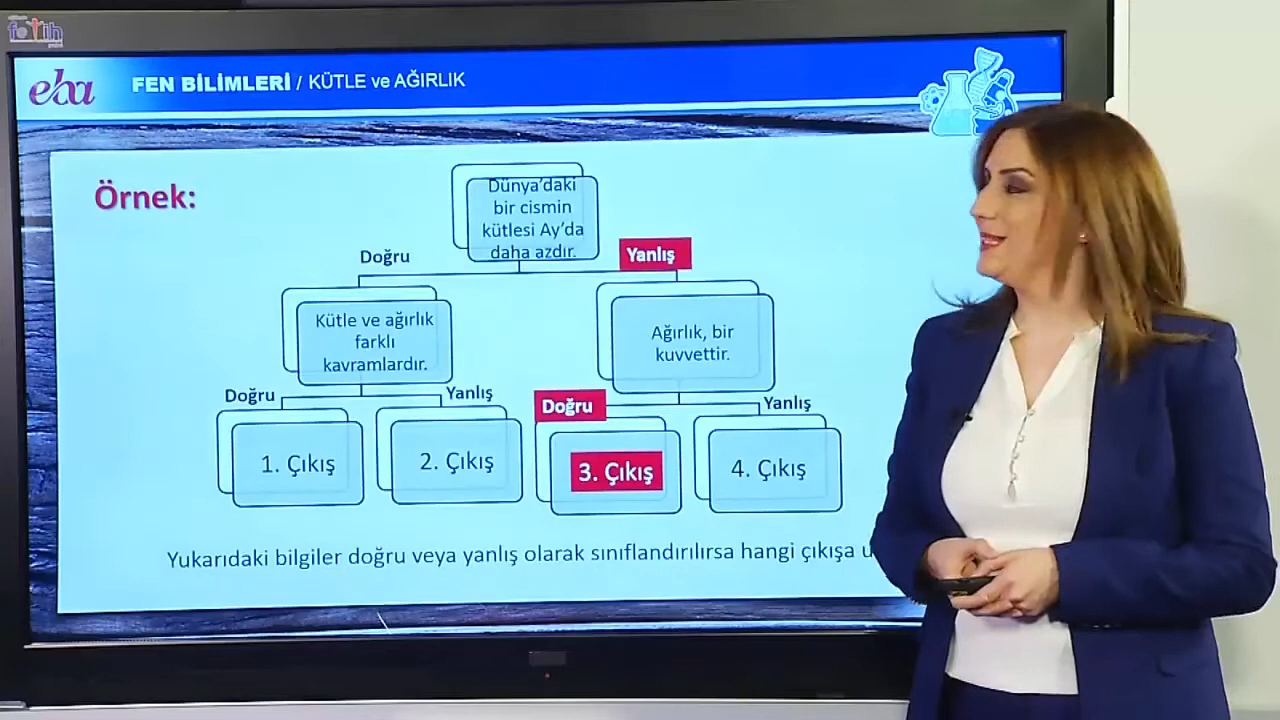 fatih
eba
FEN BİLİMLERİ / KÜTLE ve AĞIRLIK
Örnek:
Dünya'daki
bir cismin
kütlesi Ay'da
daha azdır.
Doğru
Yanlış
Kütle ve ağırlık
farklı
kavramlardır.
Ağırlık, bir
kuvvettir.
Doğru
Yanlış
Doğru
Yanlış
1. Çıkış
2. Çıkış
3. Çıkış
4. Çıkış
Yukarıdaki bilgiler doğru veya yanlış olarak sınıflandırılırsa hangi çıkışa